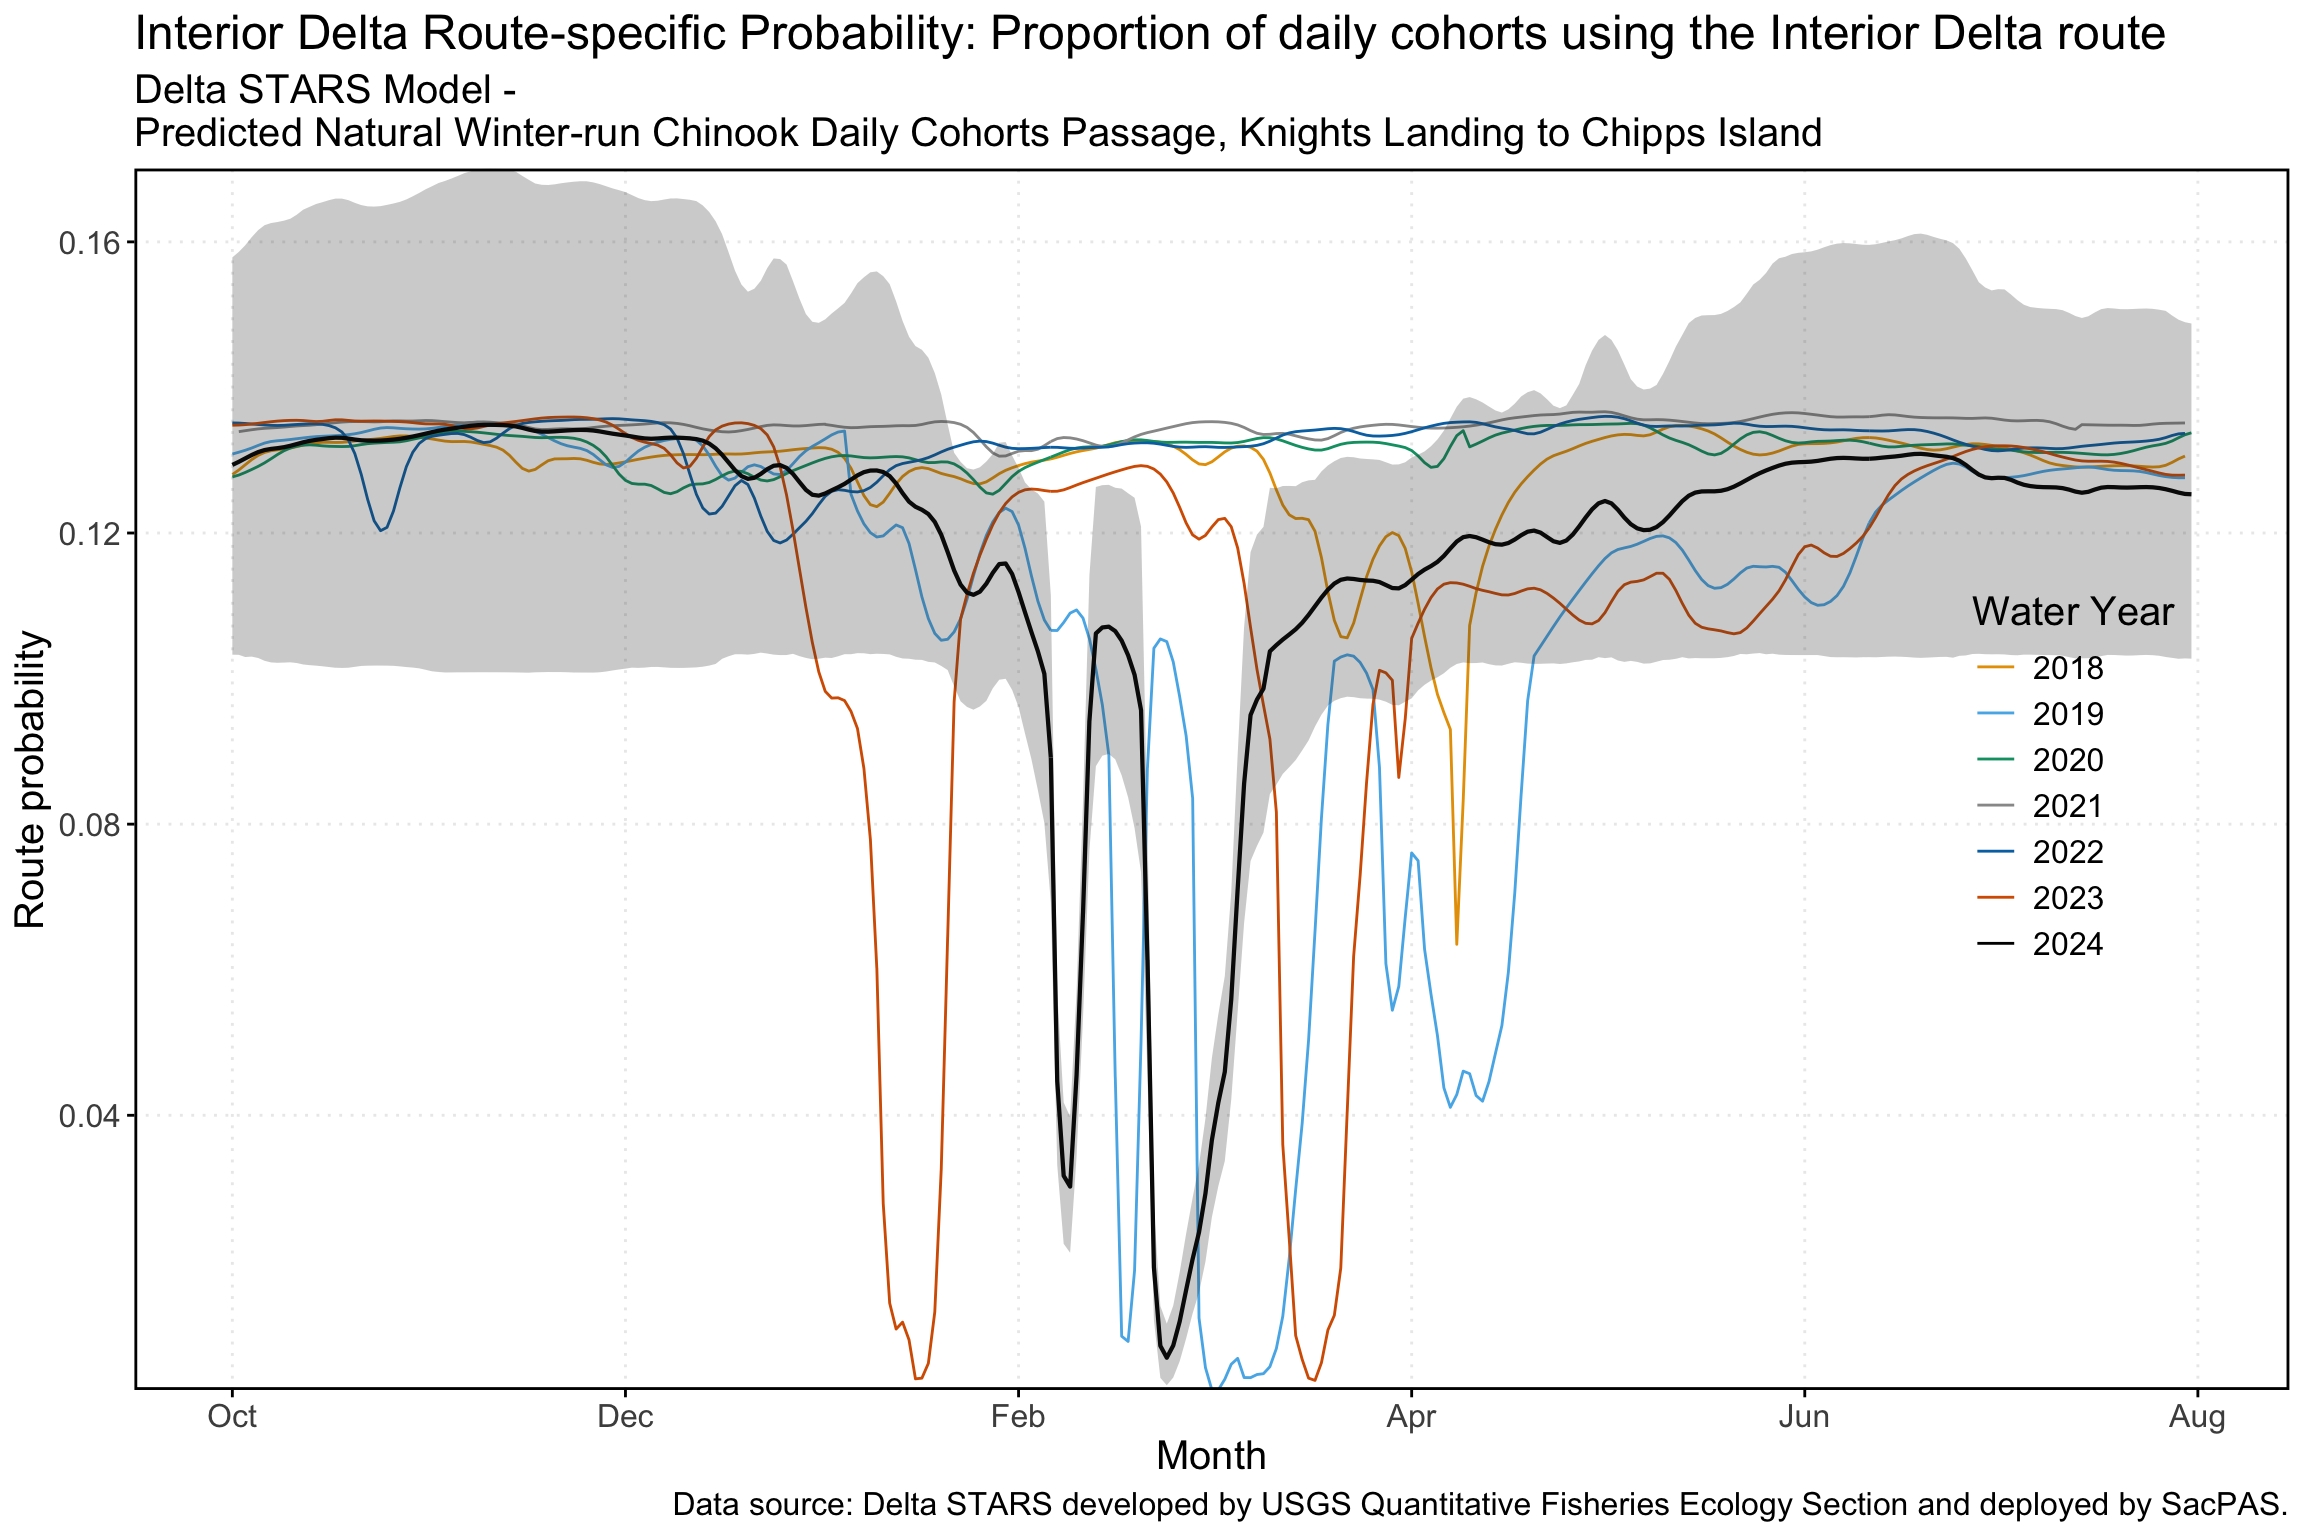 Interior Delta Route-specific Probability: Proportion of daily cohorts using the Interior Delta route
Delta STARS Model -
Predicted Natural Winter-run Chinook Daily Cohorts Passage, Knights Landing to Chipps Island
Route probability
0.16
0.12
0.08
0.04
Water Year
2018
2019
2020
2021
2022
2023
2024
Oct
Dec
Feb
Apr
Jun
Aug
Month
Data source: Delta STARS developed by USGS Quantitative Fisheries Ecology Section and deployed by SacPAS.